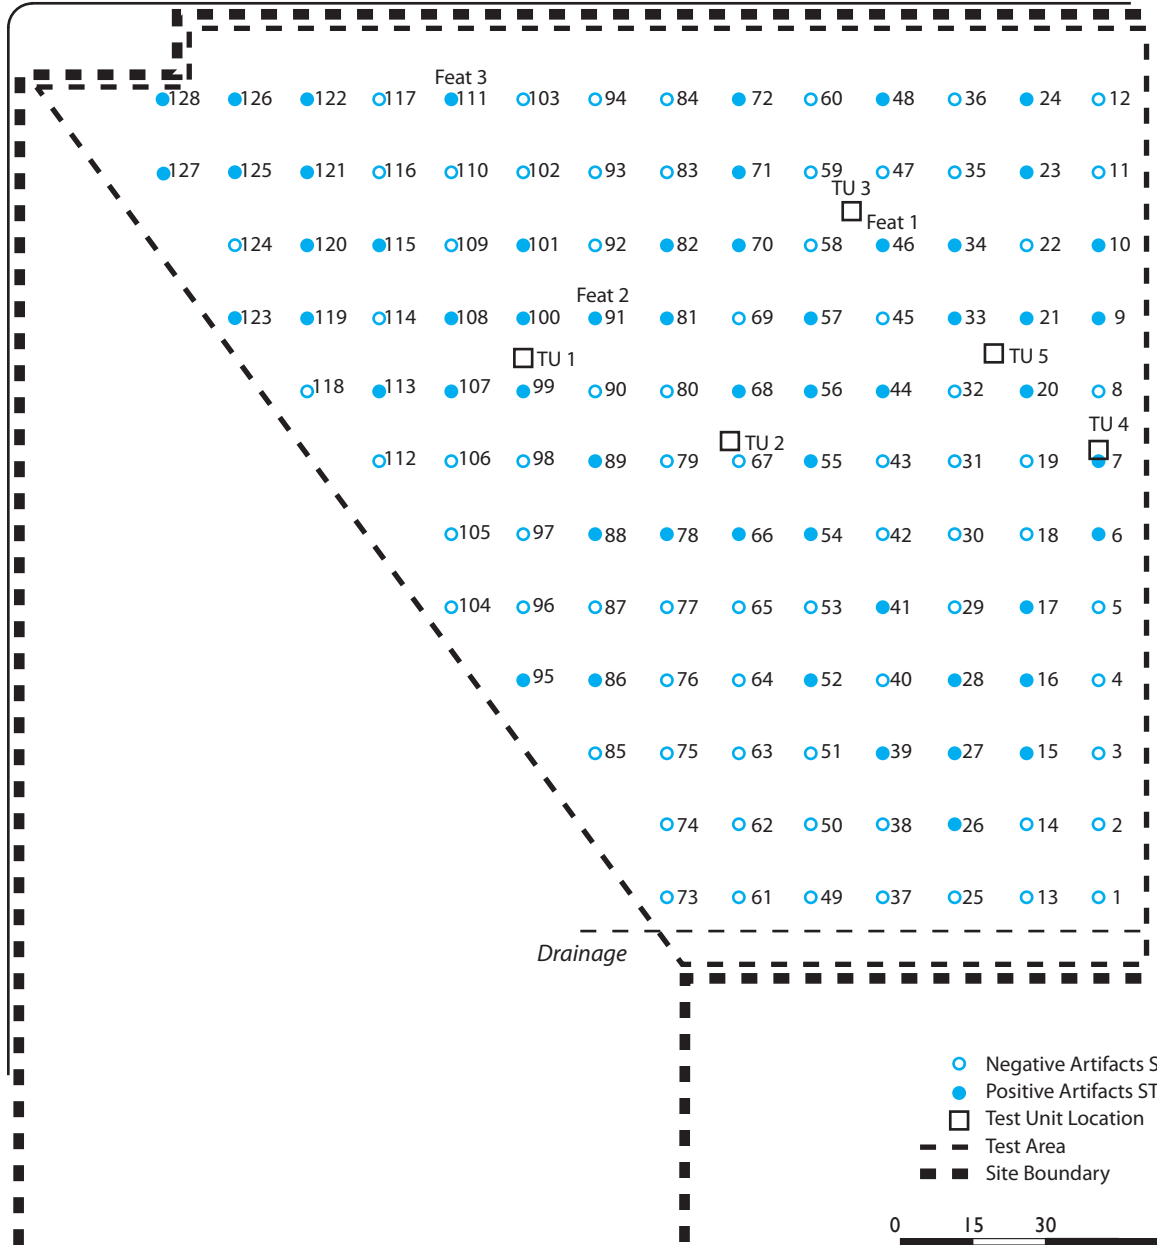 Feat 3
128 126 122 117 111 103 94 84 72 60 48 36 24 12
127 125 121 116 110 102 93 83 71 59 47 35 23 11
TU 3
Feat 1
124 120 115 109 101 92 82 70 58 46 34 22 10
Feat 2
123 119 114 108 100 91 81 69 57 45 33 21 9
TU 1
TU 5
118 113 107 99 90 80 68 56 44 32 20 8
TU 4
TU 2
112 106 98 89 79 67 55 43 31 19 7
105 97 88 78 66 54 42 30 18 6
104 96 87 77 65 53 41 29 17 5
95 86 76 64 52 40 28 16 4
85 75 63 51 39 27 15 3
74 62 50 38 26 14 2
73 61 49 37 25 13 1
Drainage
Negative Artifacts S
Positive Artifacts ST
Test Unit Location
Test Area
Site Boundary
0 15 30